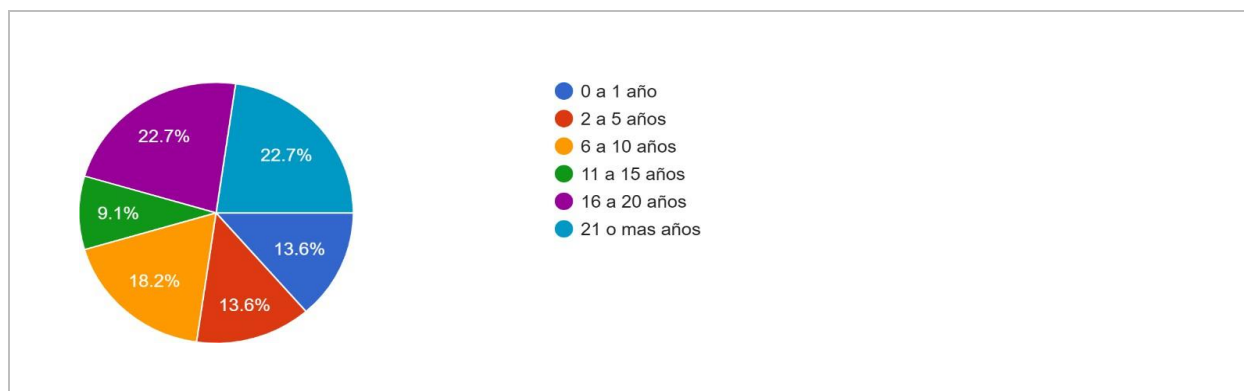 22.7%
22.7%
9.1%
13.6%
18.2%
13.6%
0 a 1 año
2 a 5 años
6 a 10 años
11 a 15 años
16 a 20 años
21 o mas años